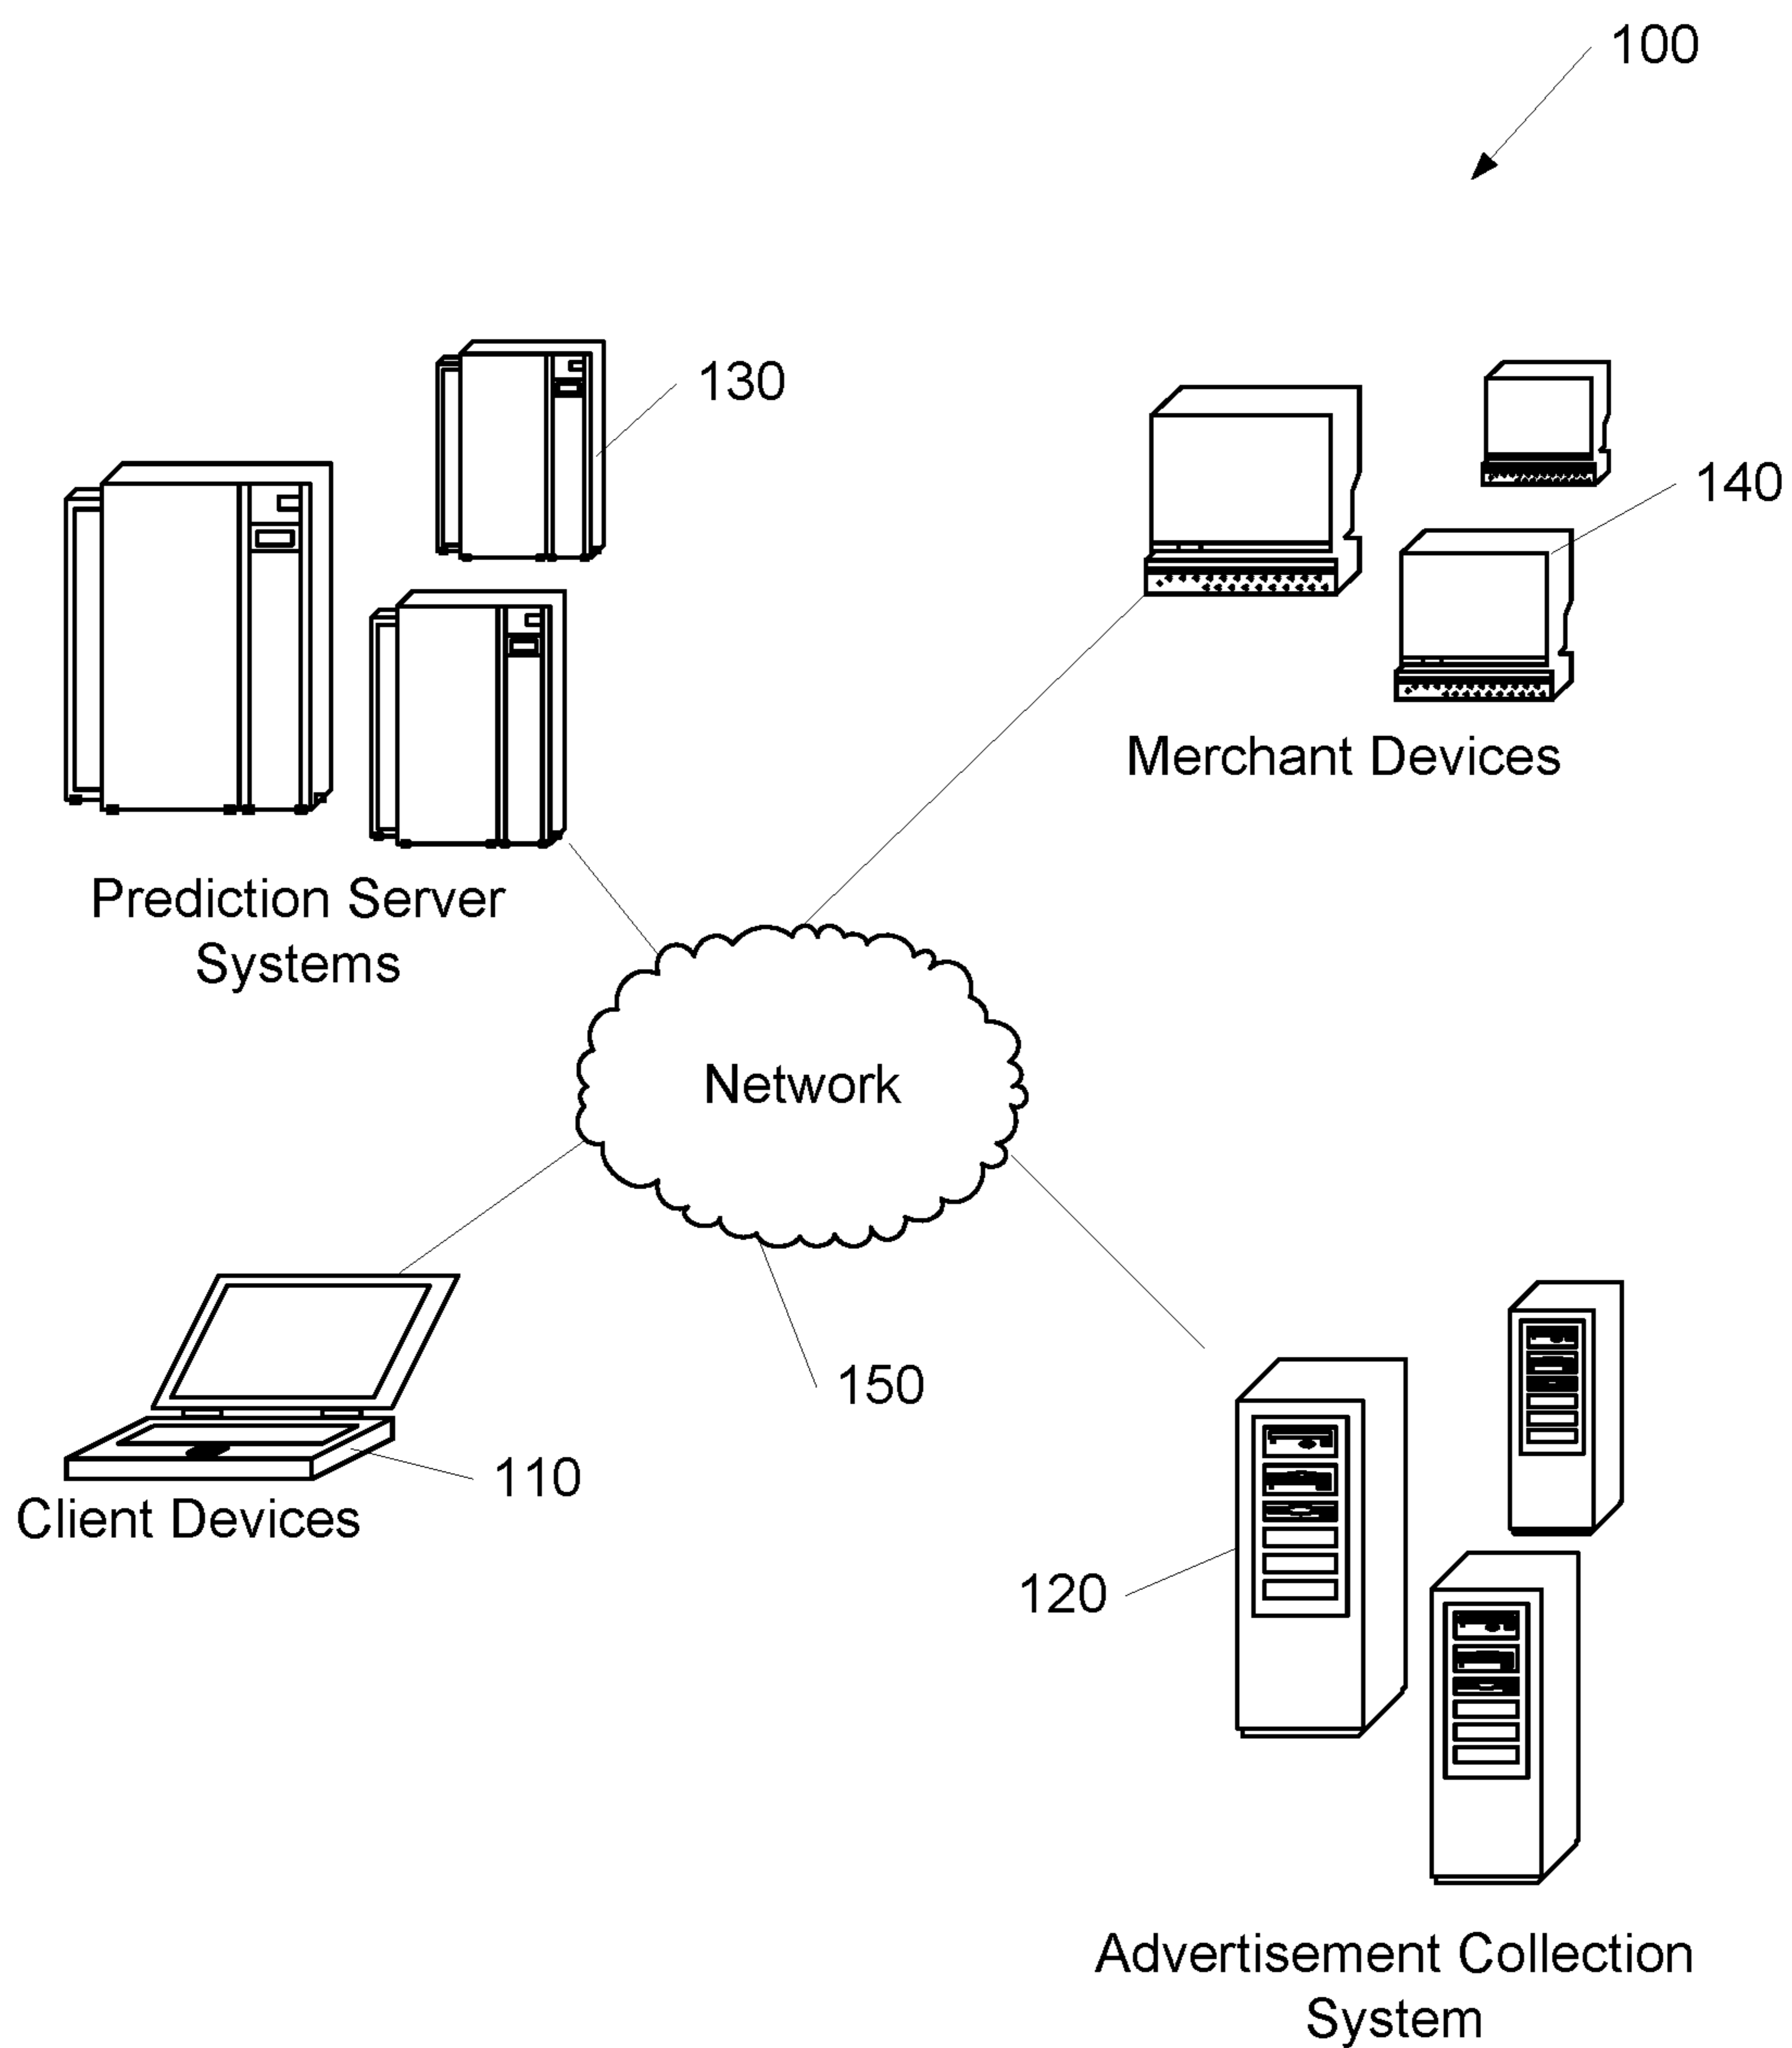 100
130
140
Merchant Devices
Prediction Server
Systems
Network
150
110
Client Devices
120
Advertisement Collection
System